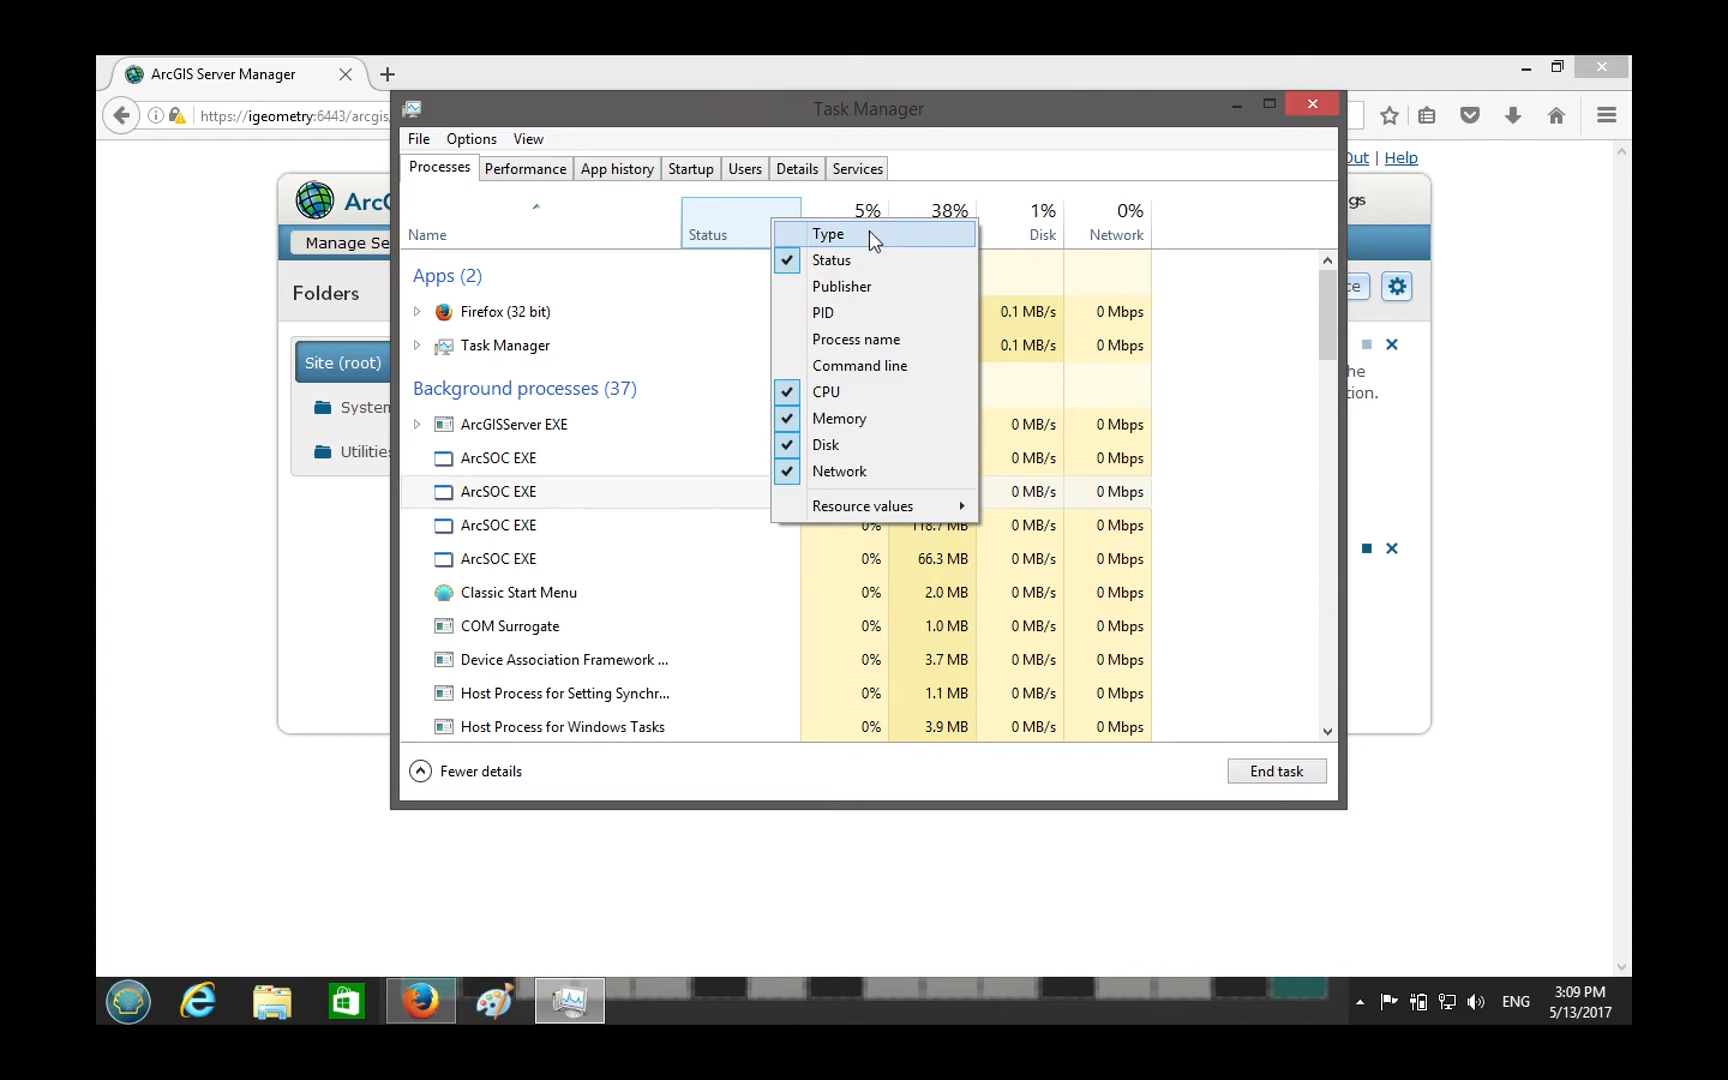 ArcGIS Server Manager
https://igeometry:6443/arcgis/
Out | Help
ArcG
gs
Manage Se
Folders
ce
Site (root)
System
Utilities
he
tion.
Task Manager
File Options View
Processes Performance App history Startup Users Details Services
5% 38% 1% 0%
Name Status Disk Network
Apps (2)
Firefox (32 bit) 0.1 MB/s 0 Mbps
Task Manager 0.1 MB/s 0 Mbps
Background processes (37)
ArcGISServer EXE 0 MB/s 0 Mbps
ArcSOC EXE 0 MB/s 0 Mbps
ArcSOC EXE 0 MB/s 0 Mbps
ArcSOC EXE 0% 118.7 MB 0 MB/s 0 Mbps
ArcSOC EXE 0% 66.3 MB 0 MB/s 0 Mbps
Classic Start Menu 0% 2.0 MB 0 MB/s 0 Mbps
COM Surrogate 0% 1.0 MB 0 MB/s 0 Mbps
Device Association Framework ... 0% 3.7 MB 0 MB/s 0 Mbps
Host Process for Setting Synchr... 0% 1.1 MB 0 MB/s 0 Mbps
Host Process for Windows Tasks 0% 3.9 MB 0 MB/s 0 Mbps
Type
Status
Publisher
PID
Process name
Command line
CPU
Memory
Disk
Network
Resource values
Fewer details
End task
ENG
3:09 PM
5/13/2017